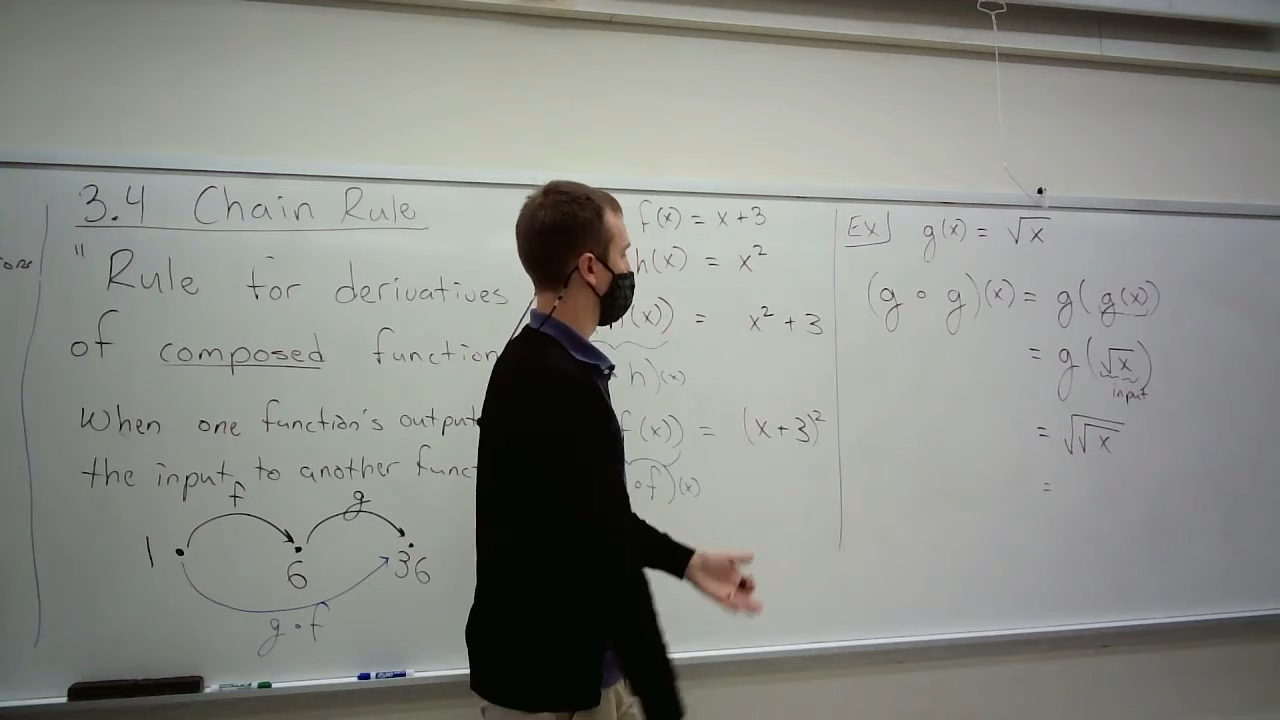 3.4 Chain Rule
" Rule for derivatives
of composed function
When one function's output
the input to another funct
f g
1 6 36
g∘f
f(x) = x+3
h(x) = x²
(x)) = x² + 3
h)(x)
f(x)) = (x+3)²
∘f)(x)
Ex] g(x) = √x
(g ∘ g)(x) = g(g(x))
= g(√x)
input
= √√x
=